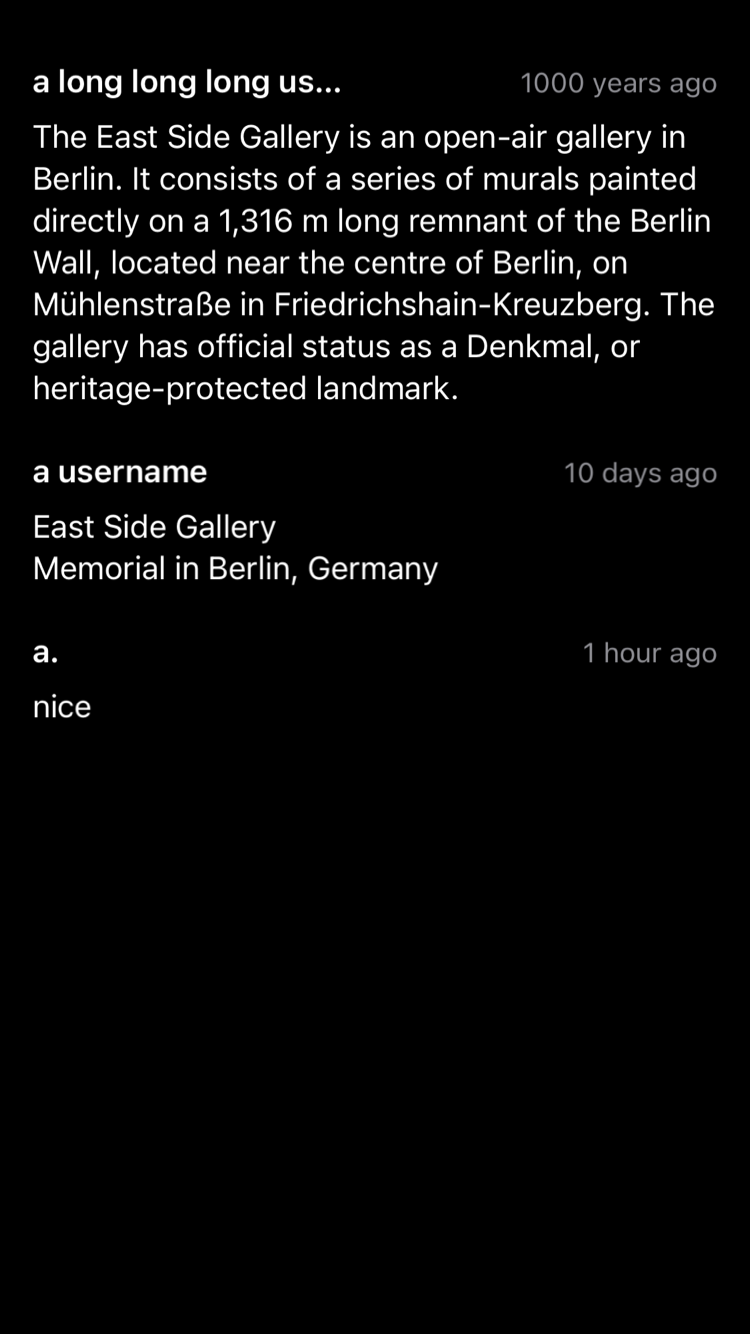 a long long long us...
1000 years ago
The East Side Gallery is an open-air gallery in
Berlin. It consists of a series of murals painted
directly on a 1,316 m long remnant of the Berlin
Wall, located near the centre of Berlin, on
Mühlenstraße in Friedrichshain-Kreuzberg. The
gallery has official status as a Denkmal, or
heritage-protected landmark.
a username
10 days ago
East Side Gallery
Memorial in Berlin, Germany
a.
1 hour ago
nice